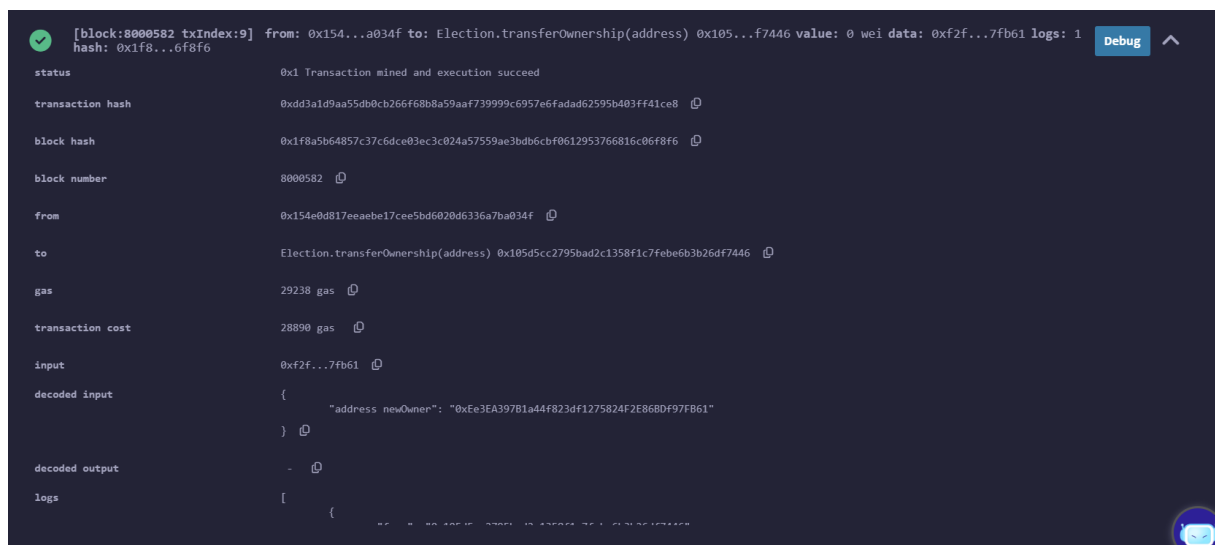 [block:8000582 txIndex:9] from: 0x154...a034f to: Election.transferOwnership(address) 0x105...f7446 value: 0 wei data: 0xf2f...7fb61 logs: 1
hash: 0x1f8...6f8f6
Debug
status 0x1 Transaction mined and execution succeed
transaction hash 0xdd3a1d9aa55db0cb266f68b8a59aaf739999c6957e6fadad62595b403ff41ce8
block hash 0x1f8a5b64857c37c6dce03ec3c024a57559ae3bdb6cbf0612953766816c06f8f6
block number 8000582
from 0x154e0d817eeaebe17cee5bd6020d6336a7ba034f
to Election.transferOwnership(address) 0x105d5cc2795bad2c1358f1c7febe6b3b26df7446
gas 29238 gas
transaction cost 28890 gas
input 0xf2f...7fb61
decoded input {
"address newOwner": "0xEe3EA397B1a44f823df1275824F2E86BDf97FB61"
}
decoded output -
logs [
{